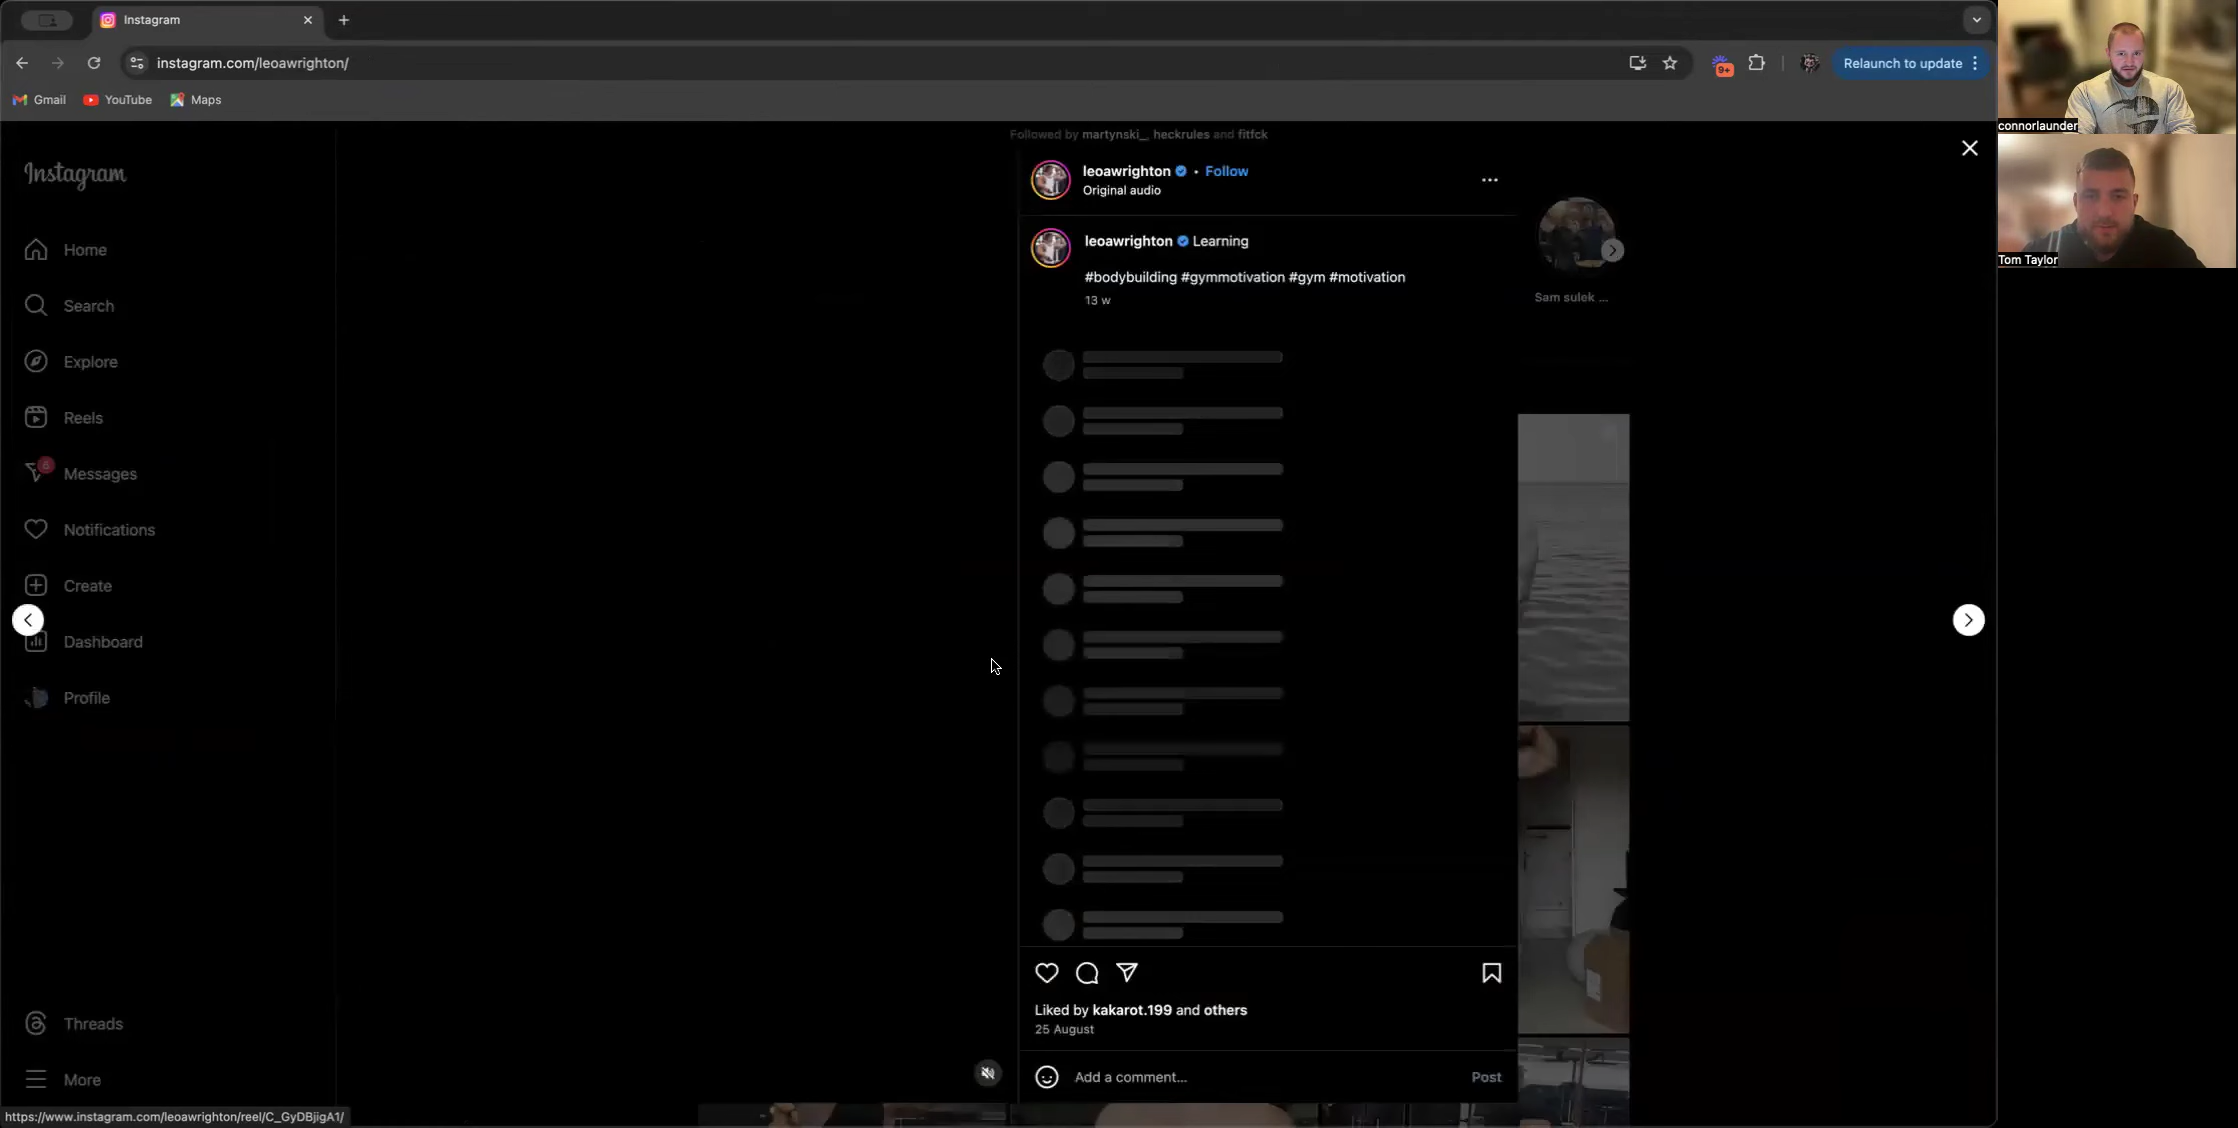 Instagram
instagram.com/leoawrighton/
9+
Relaunch to update
Gmail
YouTube
Maps
connorlaunder
Tom Taylor
Followed by martynski_, heckrules and fitfck
Instagram
Home
Search
Explore
Reels
6
Messages
Notifications
Create
Dashboard
Profile
Threads
More
leoawrighton • Follow
Original audio
leoawrighton Learning
#bodybuilding #gymmotivation #gym #motivation
13 w
Sam sulek ...
Liked by kakarot.199 and others
25 August
Add a comment...
Post
https://www.instagram.com/leoawrighton/reel/C_GyDBjigA1/